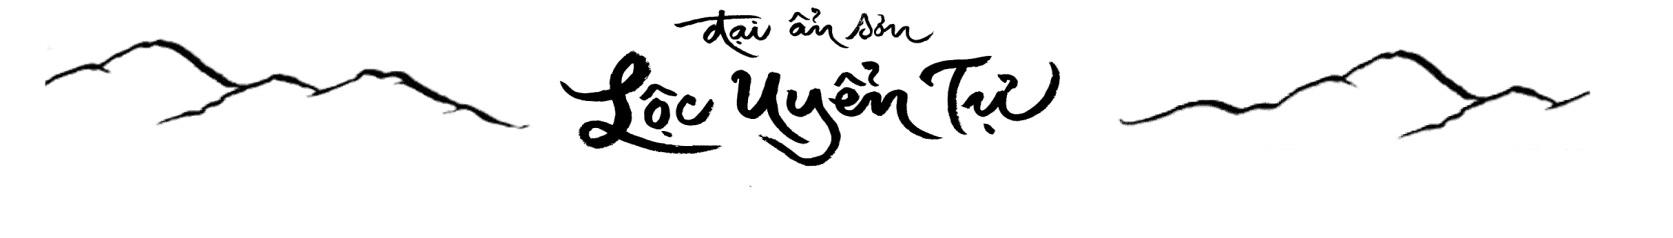 đại ẩn sơn
Lộc Uyển Tự